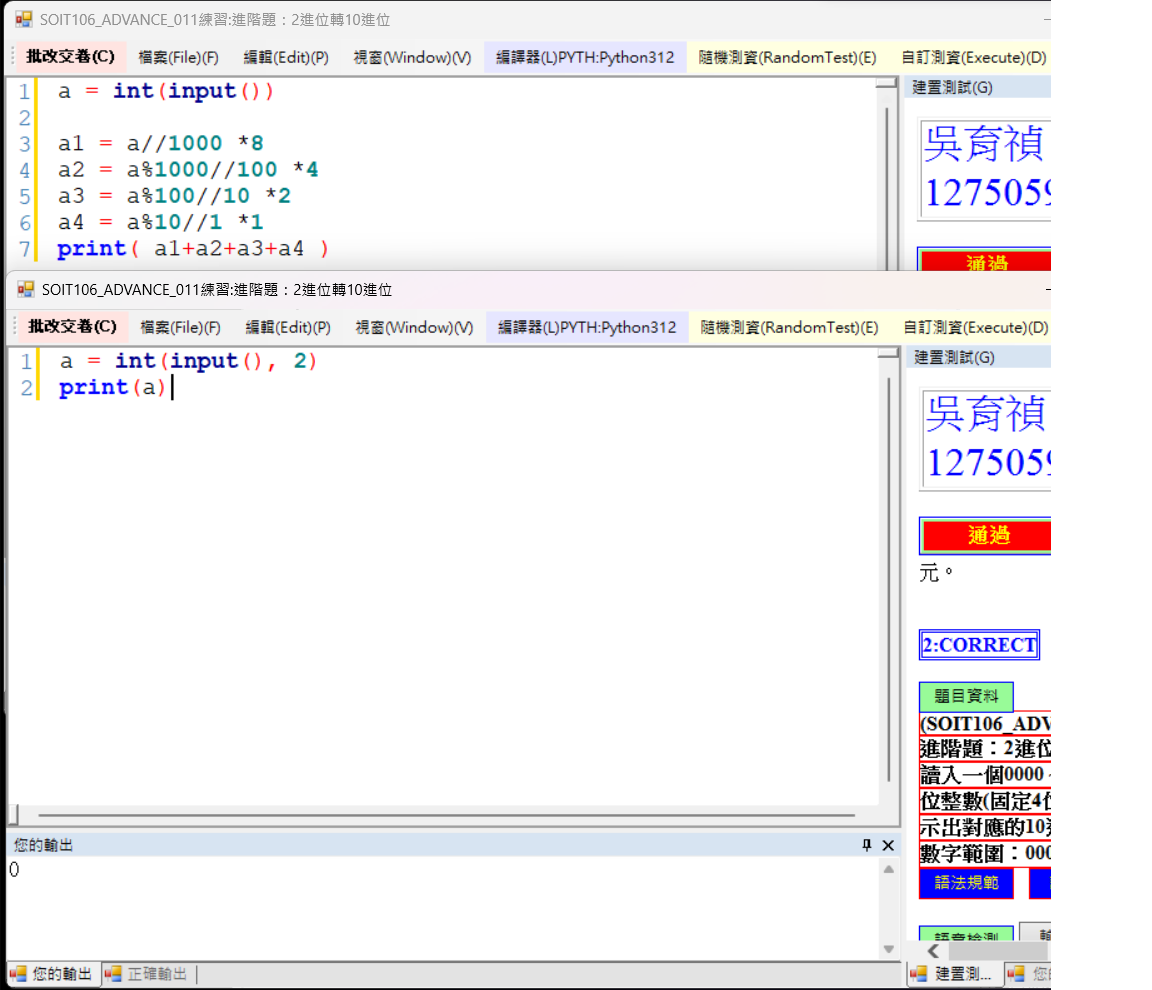 SOIT106_ADVANCE_011練習:進階題：2進位轉10進位
批改交卷(C) 檔案(File)(F) 編輯(Edit)(P) 視窗(Window)(V) 編譯器(L)PYTH:Python312 隨機測資(RandomTest)(E) 自訂測資(Execute)(D)
1 a = int(input())
2
3 a1 = a//1000 *8
4 a2 = a%1000//100 *4
5 a3 = a%100//10 *2
6 a4 = a%10//1 *1
7 print( a1+a2+a3+a4 )
建置測試(G)
吳育禎
127505
通過
SOIT106_ADVANCE_011練習:進階題：2進位轉10進位
批改交卷(C) 檔案(File)(F) 編輯(Edit)(P) 視窗(Window)(V) 編譯器(L)PYTH:Python312 隨機測資(RandomTest)(E) 自訂測資(Execute)(D)
1 a = int(input(), 2)
2 print(a)
建置測試(G)
吳育禎
127505
通過
元。
2:CORRECT
題目資料
(SOIT106_ADV
進階題：2進位
讀入一個0000
位整數(固定4位
示出對應的10進
數字範圍：000
語法規範
語意檢測
您的輸出
0
您的輸出 正確輸出
建置測...